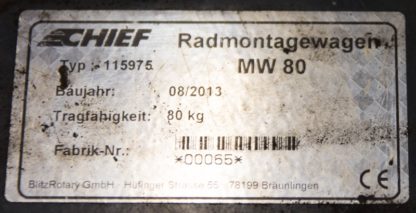 CHIEF Radmontagewagen
Typ : 115975 MW 80
Baujahr: 08/2013
Tragfähigkeit: 80 kg
Fabrik-Nr.: *00065*
BlitzRotary GmbH Hüfinger Strasse 55 78199 Bräunlingen CE